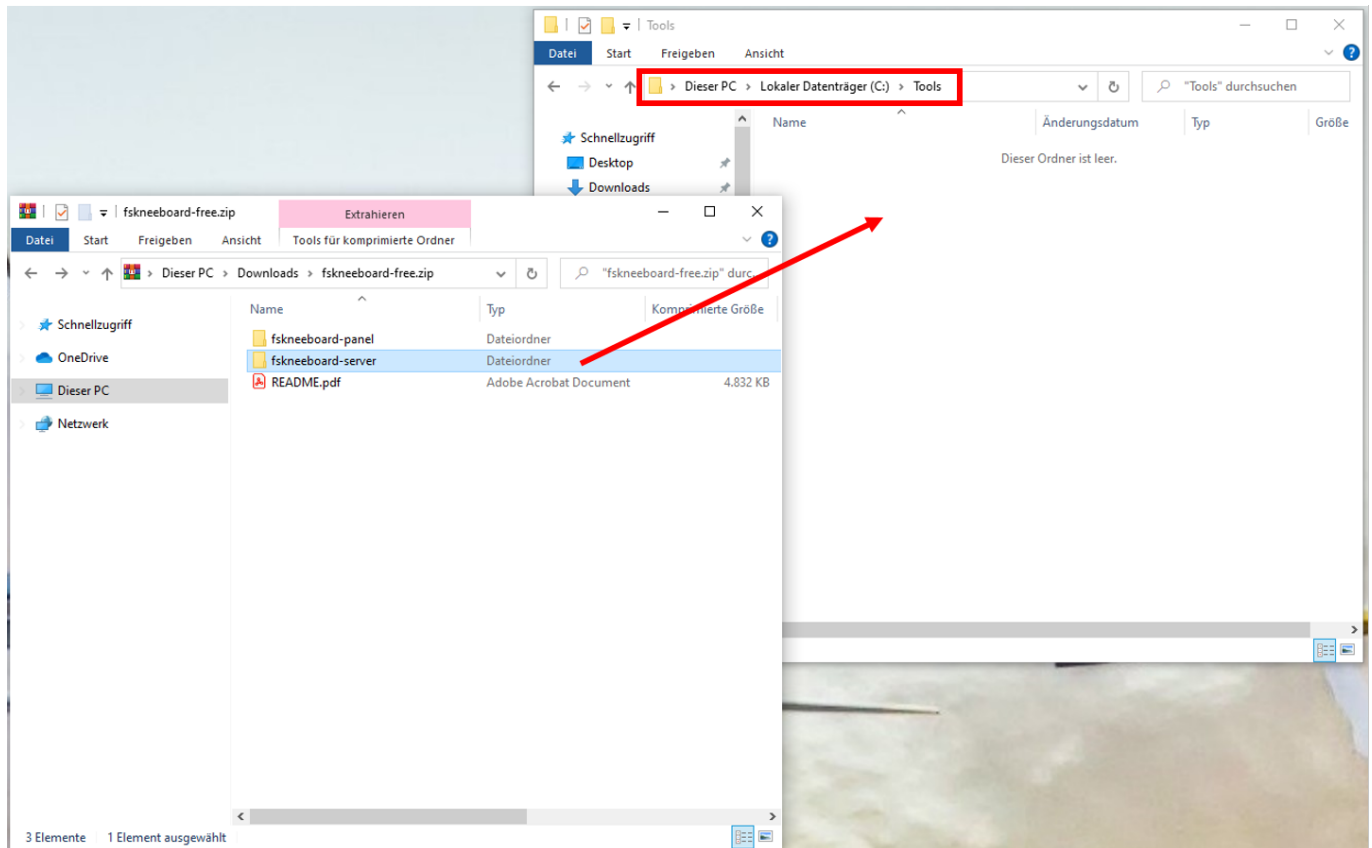 Tools
Datei Start Freigeben Ansicht
Dieser PC Lokaler Datenträger (C:) Tools "Tools" durchsuchen
Name Änderungsdatum Typ Größe
Schnellzugriff
Dieser Ordner ist leer.
Desktop
Downloads
fskneeboard-free.zip Extrahieren
Datei Start Freigeben Ansicht Tools für komprimierte Ordner
Dieser PC Downloads fskneeboard-free.zip "fskneeboard-free.zip" durc...
Name Typ Komprimierte Größe
Schnellzugriff
OneDrive
Dieser PC
Netzwerk
fskneeboard-panel Dateiordner
fskneeboard-server Dateiordner
README.pdf Adobe Acrobat Document 4.832 KB
3 Elemente 1 Element ausgewählt